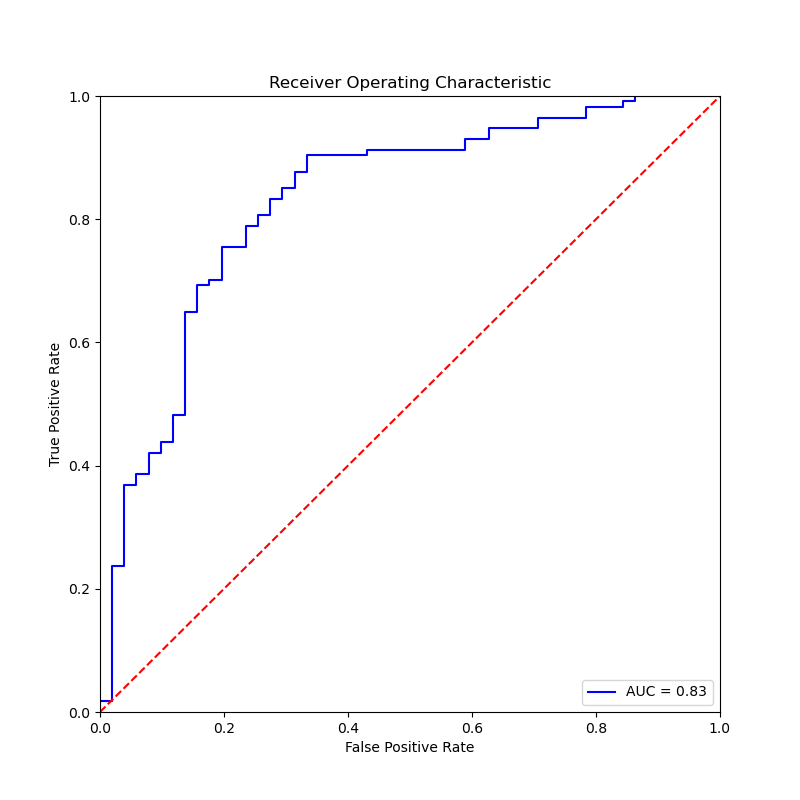 Receiver Operating Characteristic
1.0
0.8
0.6
0.4
0.2
0.0
True Positive Rate
AUC = 0.83
0.0 0.2 0.4 0.6 0.8 1.0
False Positive Rate